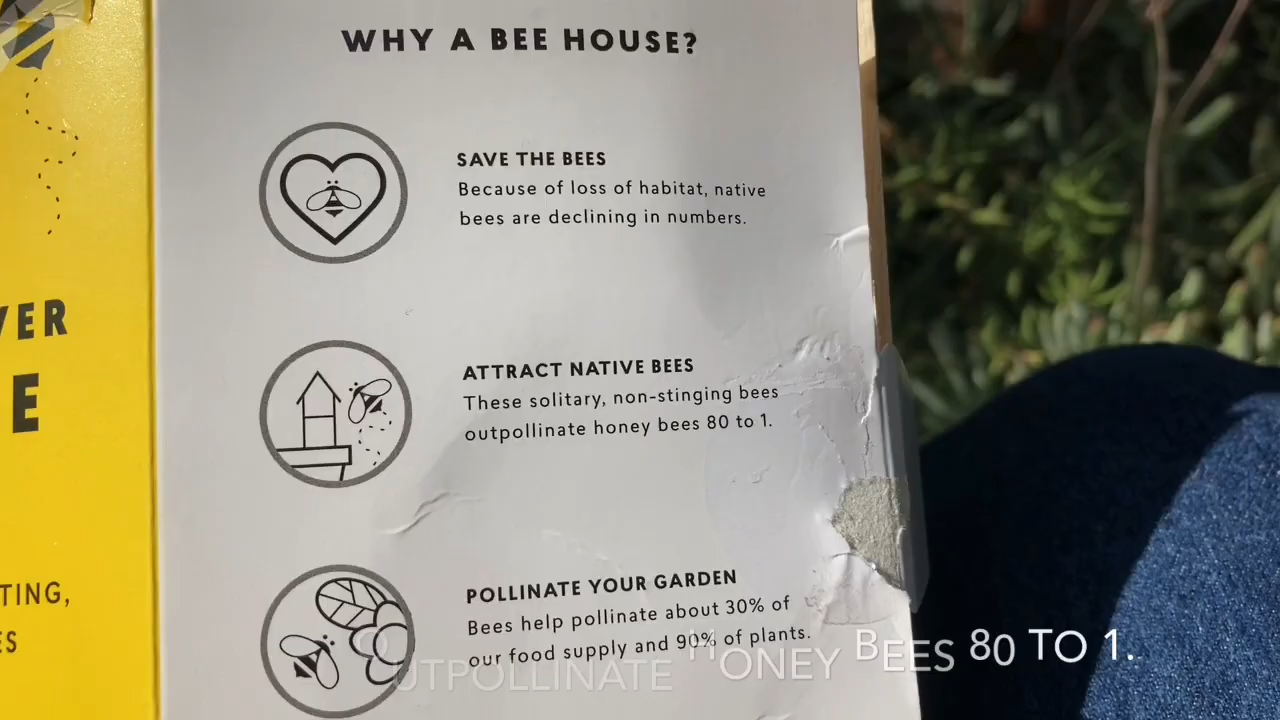 WHY A BEE HOUSE?
SAVE THE BEES
Because of loss of habitat, native
bees are declining in numbers.
ATTRACT NATIVE BEES
These solitary, non-stinging bees
outpollinate honey bees 80 to 1.
POLLINATE YOUR GARDEN
Bees help pollinate about 30% of
our food supply and 90% of plants.
OUTPOLLINATE HONEY BEES 80 TO 1.
VER
E
TING,
ES